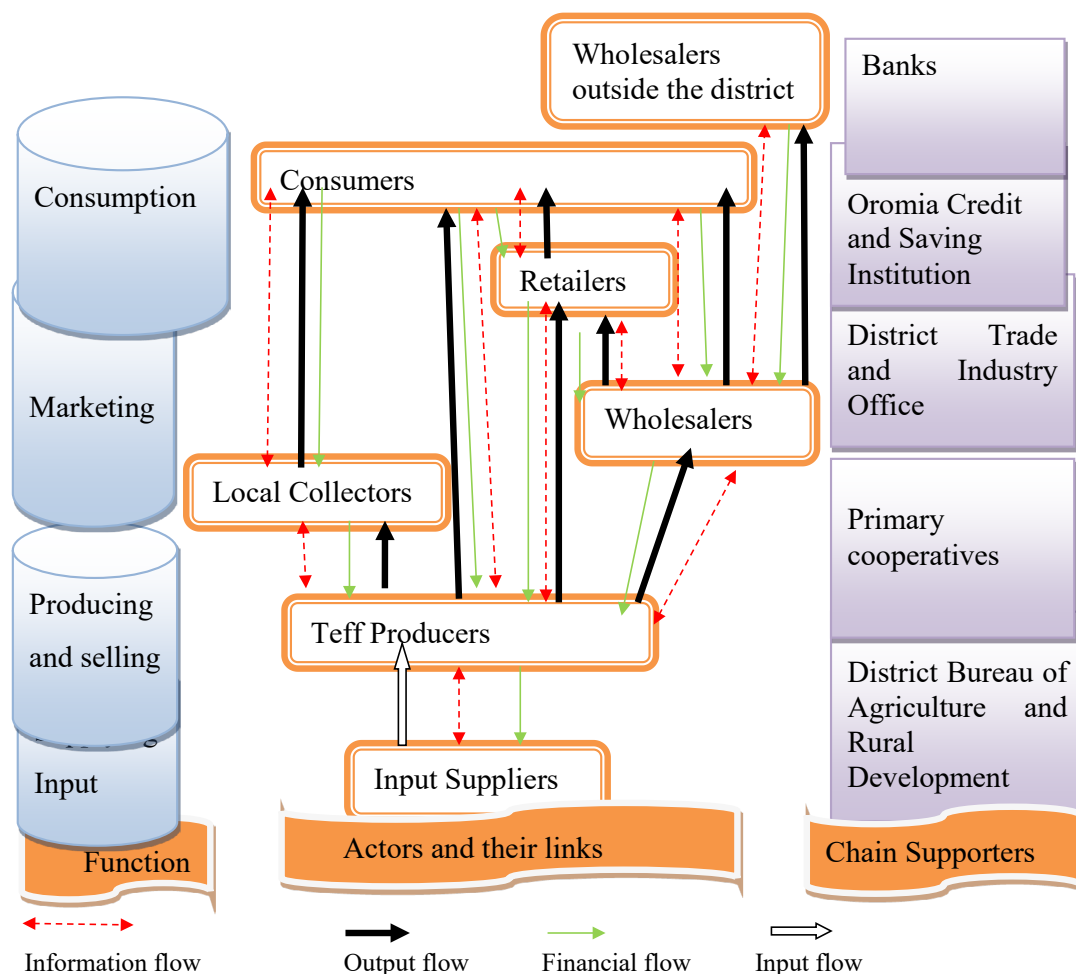 Wholesalers
outside the district
Banks
Consumption
Consumers
Oromia Credit
and Saving
Institution
Retailers
District Trade
and Industry
Office
Marketing
Wholesalers
Local Collectors
Primary
cooperatives
Producing
and selling
Teff Producers
District Bureau of
Agriculture and
Rural
Development
Input
Input Suppliers
Function
Actors and their links
Chain Supporters
Information flow
Output flow
Financial flow
Input flow